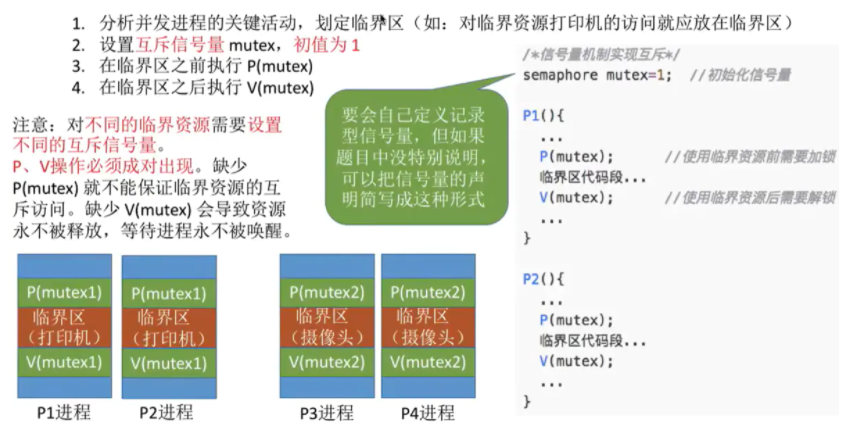 1. 分析并发进程的关键活动，划定临界区（如：对临界资源打印机的访问就应放在临界区）
2. 设置互斥信号量 mutex，初值为 1
3. 在临界区之前执行 P(mutex)
4. 在临界区之后执行 V(mutex)
注意：对不同的临界资源需要设置
不同的互斥信号量。
P、V操作必须成对出现。缺少
P(mutex) 就不能保证临界资源的互
斥访问。缺少 V(mutex) 会导致资源
永不被释放，等待进程永不被唤醒。
要会自己定义记录
型信号量，但如果
题目中没特别说明，
可以把信号量的声
明简写成这种形式
/*信号量机制实现互斥*/
semaphore mutex=1; //初始化信号量
P1(){
...
P(mutex); //使用临界资源前需要加锁
临界区代码段...
V(mutex); //使用临界资源后需要解锁
...
}
P2(){
...
P(mutex);
临界区代码段...
V(mutex);
...
}
P(mutex1)
临界区
（打印机）
V(mutex1)
P1进程
P(mutex1)
临界区
（打印机）
V(mutex1)
P2进程
P(mutex2)
临界区
（摄像头）
V(mutex2)
P3进程
P(mutex2)
临界区
（摄像头）
V(mutex2)
P4进程